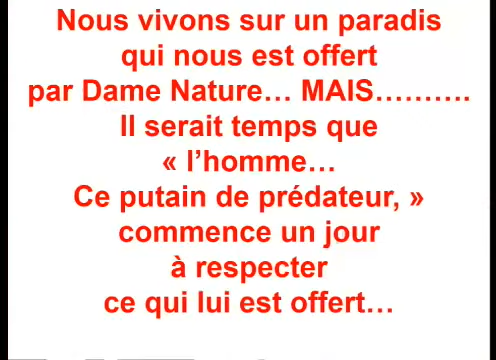 Nous vivons sur un paradis
qui nous est offert
par Dame Nature… MAIS……….
Il serait temps que
« l’homme…
Ce putain de prédateur, »
commence un jour
à respecter
ce qui lui est offert…